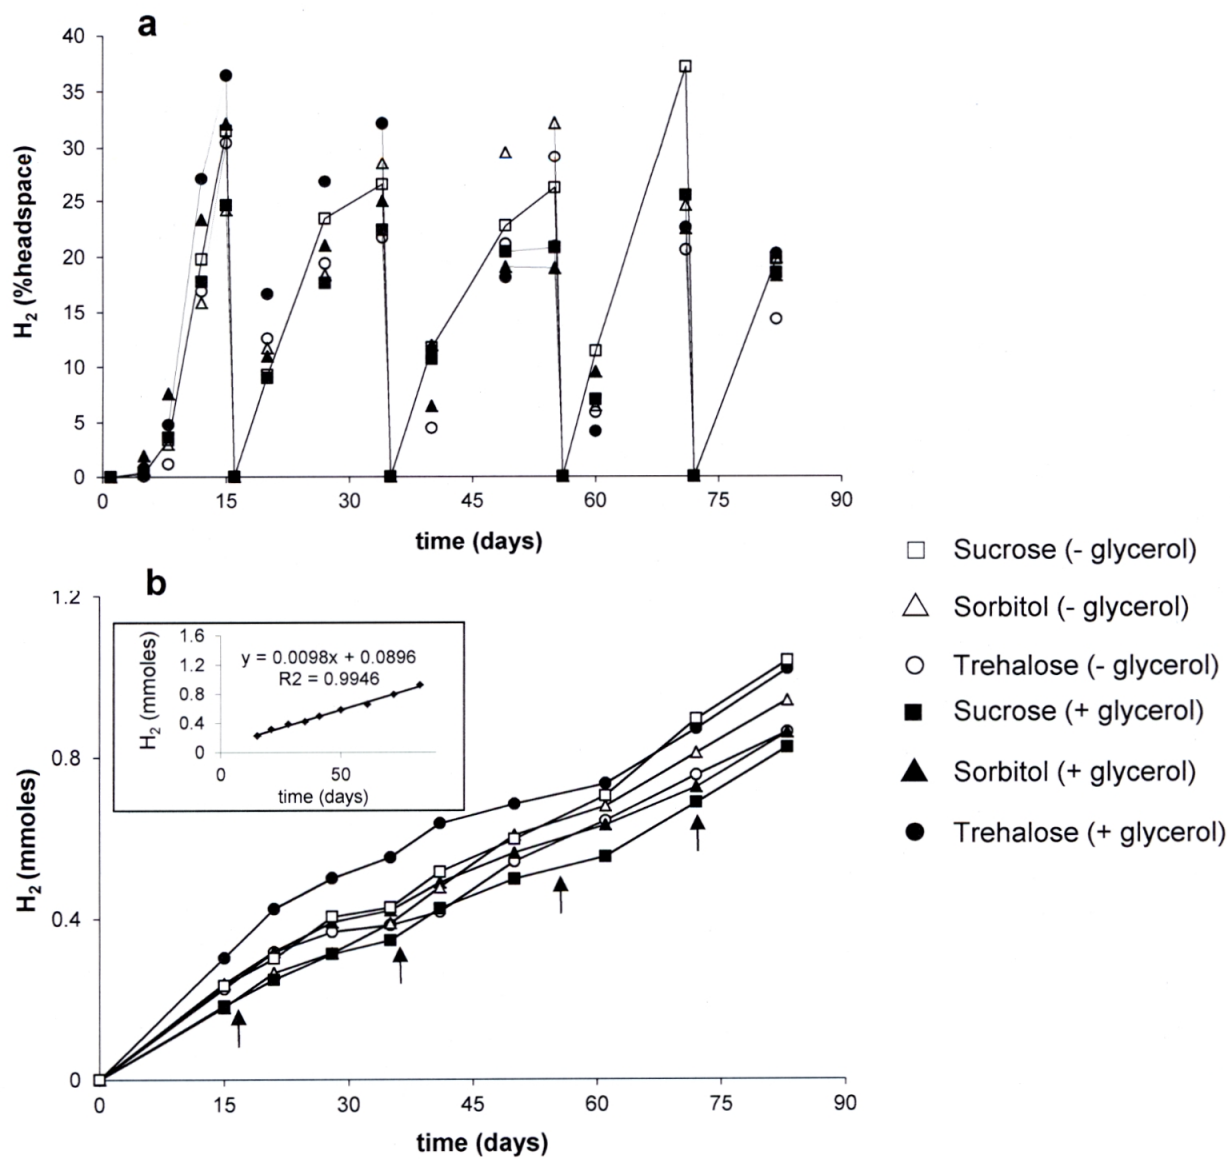 a
H2 (%headspace)
40
35
30
25
20
15
10
5
0
0 15 30 45 60 75 90
time (days)
b
H2 (mmoles)
1.2
0.8
0.4
0
H2 (mmoles)
1.6
1.2
0.8
0.4
0
y = 0.0098x + 0.0896
R2 = 0.9946
0 50
time (days)
0 15 30 45 60 75 90
time (days)
Sucrose (- glycerol)
Sorbitol (- glycerol)
Trehalose (- glycerol)
Sucrose (+ glycerol)
Sorbitol (+ glycerol)
Trehalose (+ glycerol)